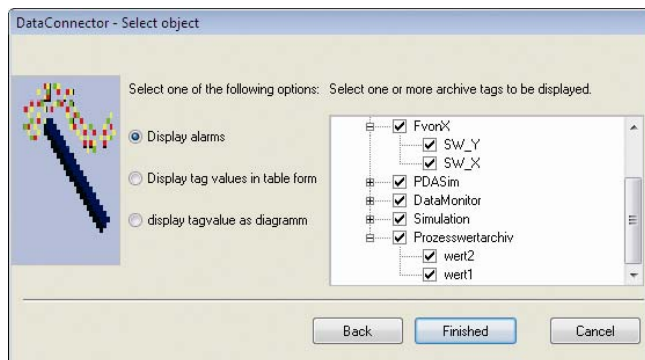 DataConnector - Select object
Select one of the following options:
Select one or more archive tags to be displayed.
Display alarms
Display tag values in table form
display tagvalue as diagramm
FvonX
SW_Y
SW_X
PDASim
DataMonitor
Simulation
Prozesswertarchiv
wert2
wert1
Back
Finished
Cancel